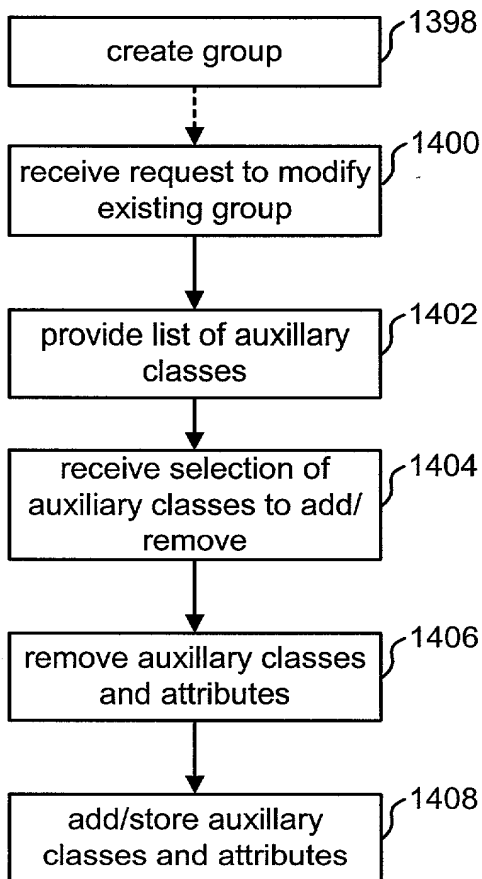 create group
1398
receive request to modify
existing group
1400
provide list of auxillary
classes
1402
receive selection of
auxiliary classes to add/
remove
1404
remove auxillary classes
and attributes
1406
add/store auxillary
classes and attributes
1408